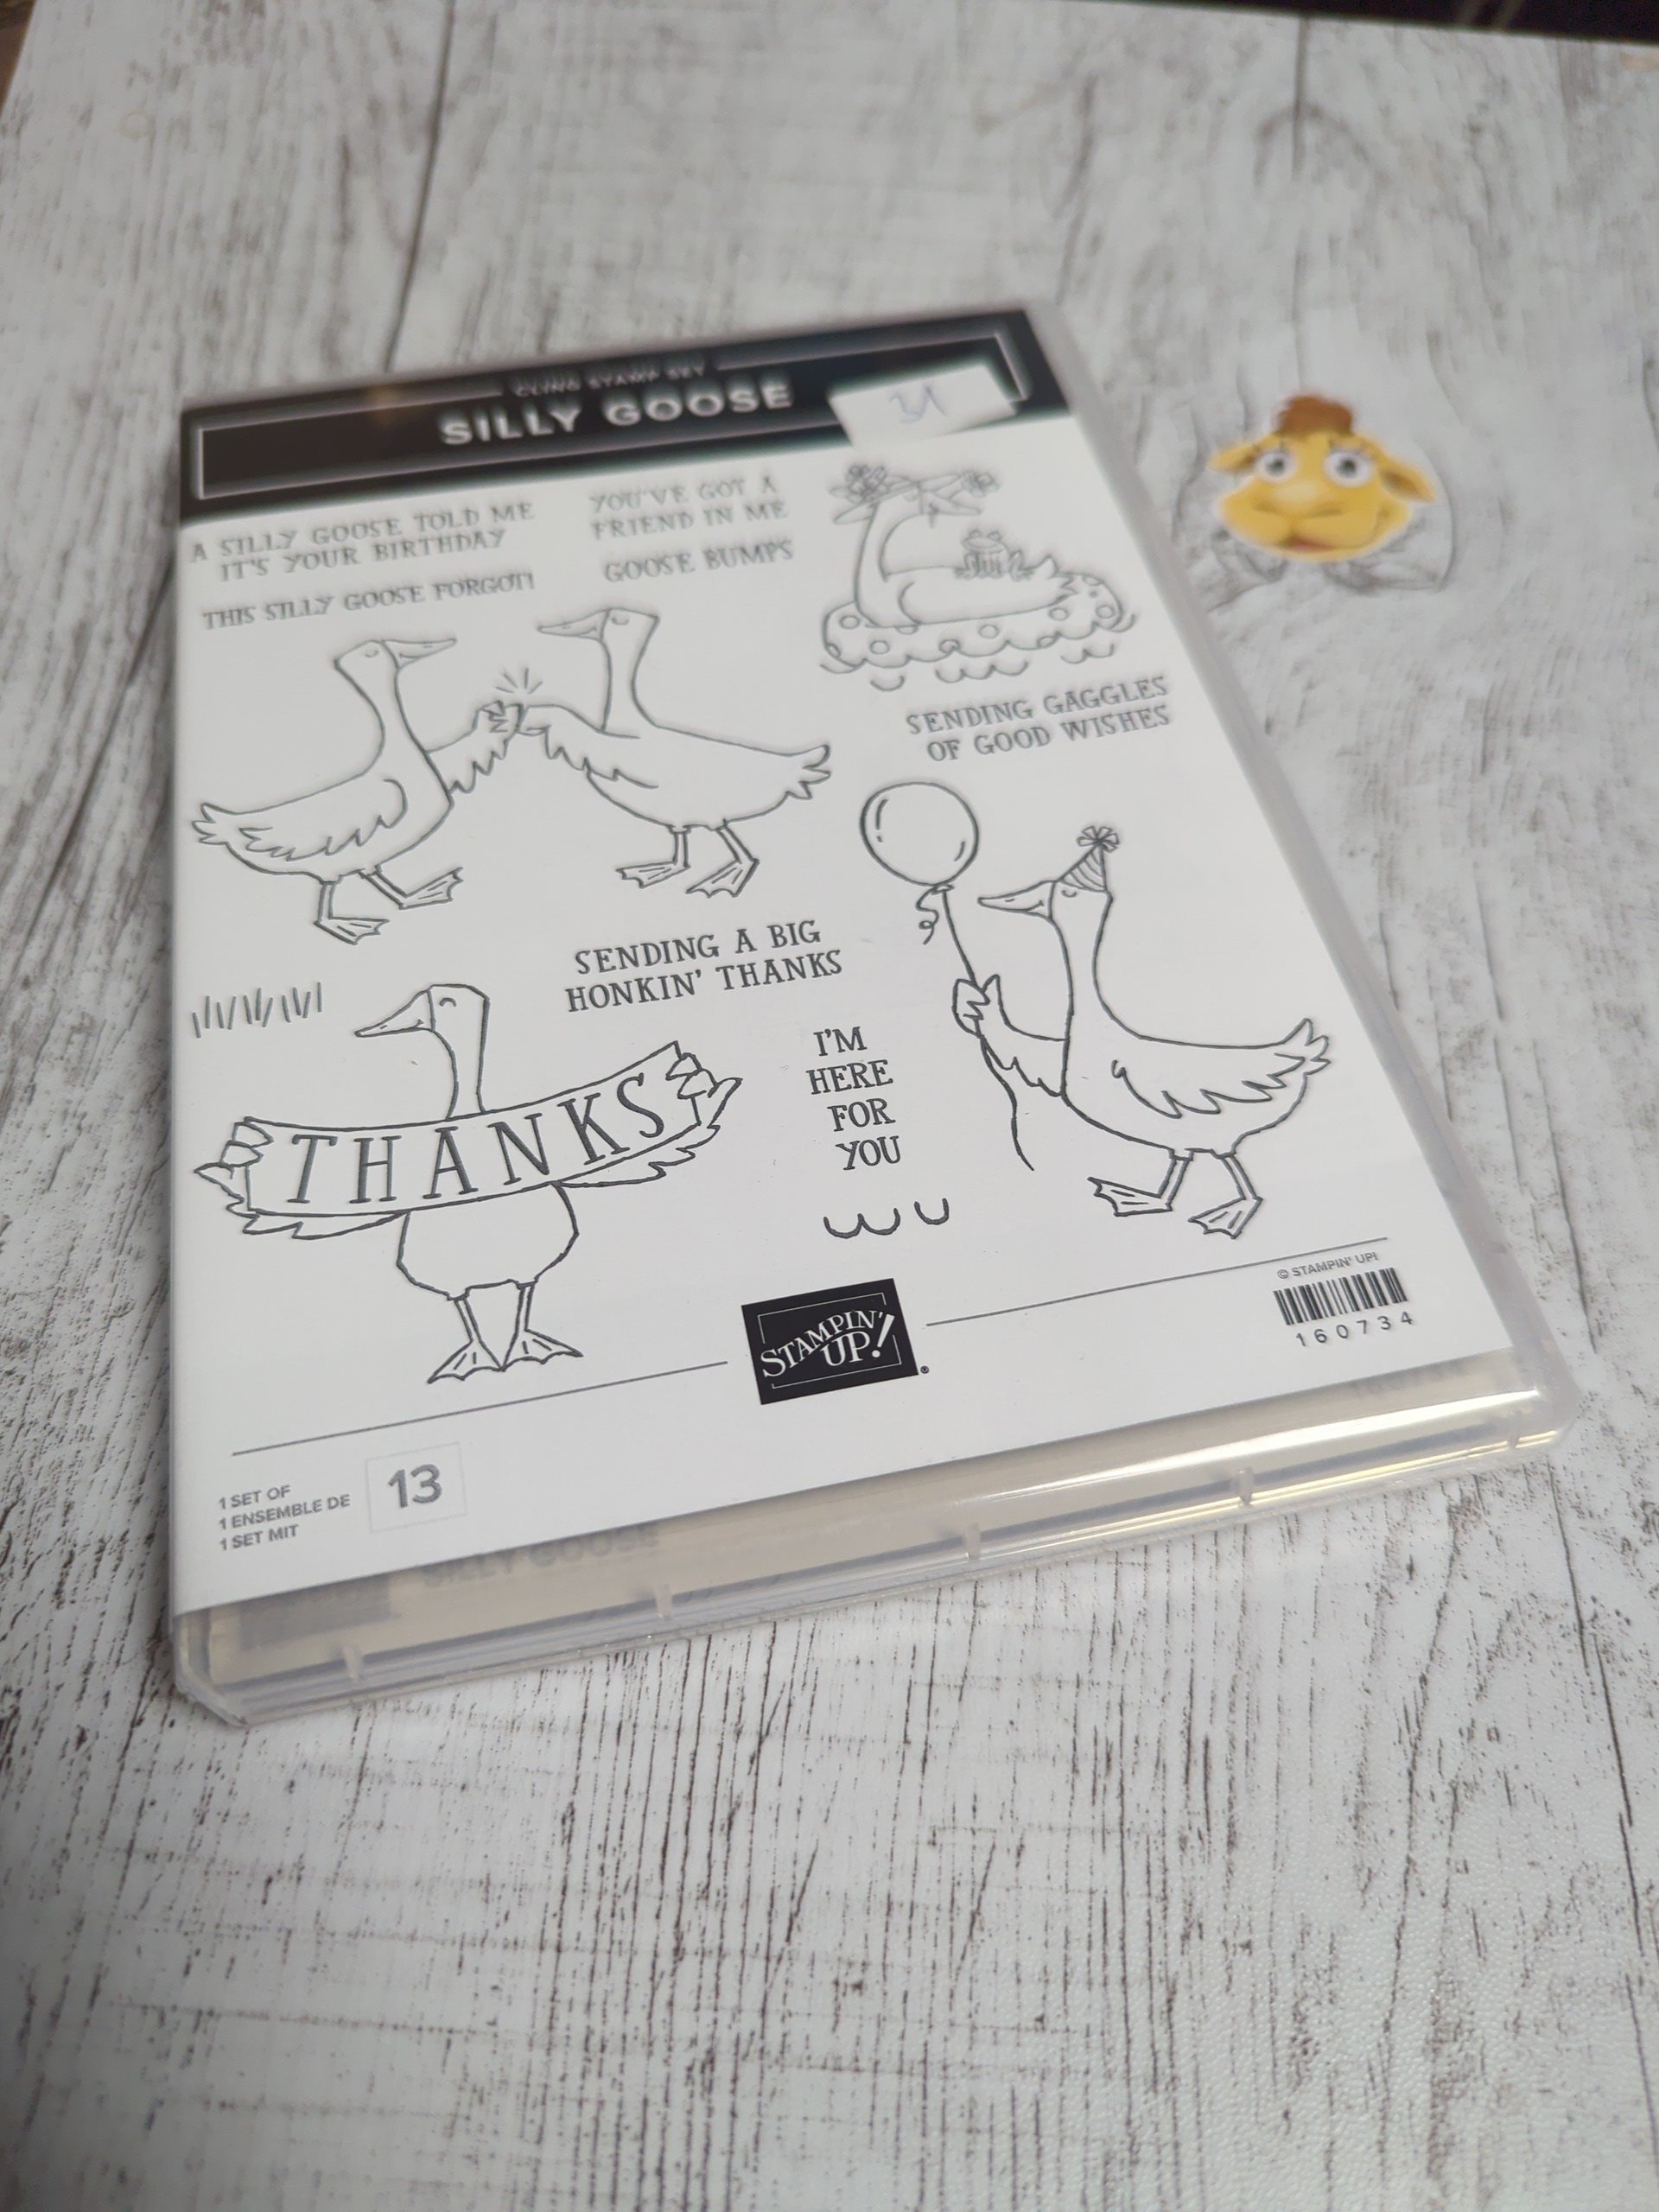 CLING STAMP SET
SILLY GOOSE
A SILLY GOOSE TOLD ME
IT'S YOUR BIRTHDAY
THIS SILLY GOOSE FORGOT!
YOU'VE GOT A
FRIEND IN ME
GOOSE BUMPS
SENDING GAGGLES
OF GOOD WISHES
SENDING A BIG
HONKIN' THANKS
THANKS
I'M
HERE
FOR
YOU
STAMPIN'
UP!®
© STAMPIN' UP!
160734
1 SET OF
1 ENSEMBLE DE
1 SET MIT
13
SILLY GOOSE